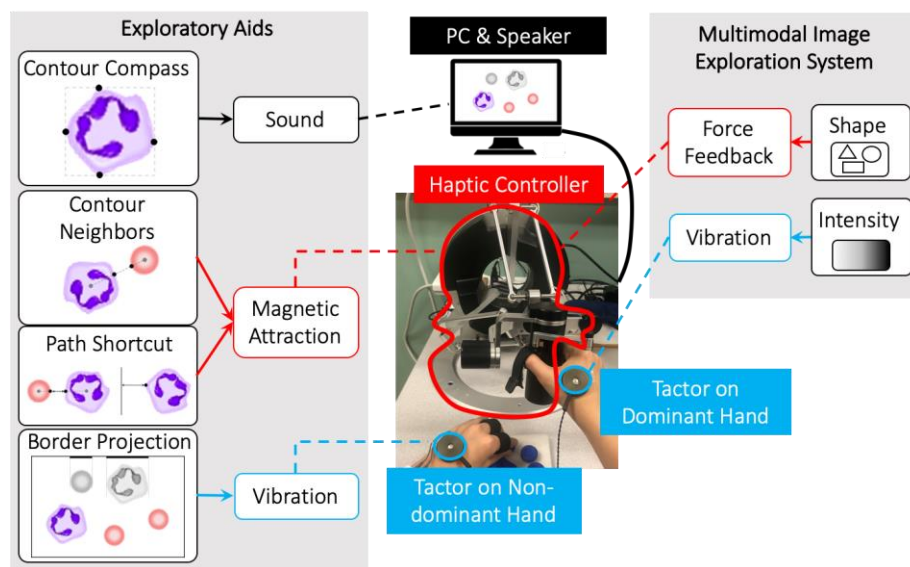 Exploratory Aids
Contour Compass
Sound
Contour
Neighbors
Magnetic
Attraction
Path Shortcut
Border Projection
Vibration
PC & Speaker
Haptic Controller
Tactor on Non-
dominant Hand
Tactor on
Dominant Hand
Multimodal Image
Exploration System
Force
Feedback
Shape
Vibration
Intensity